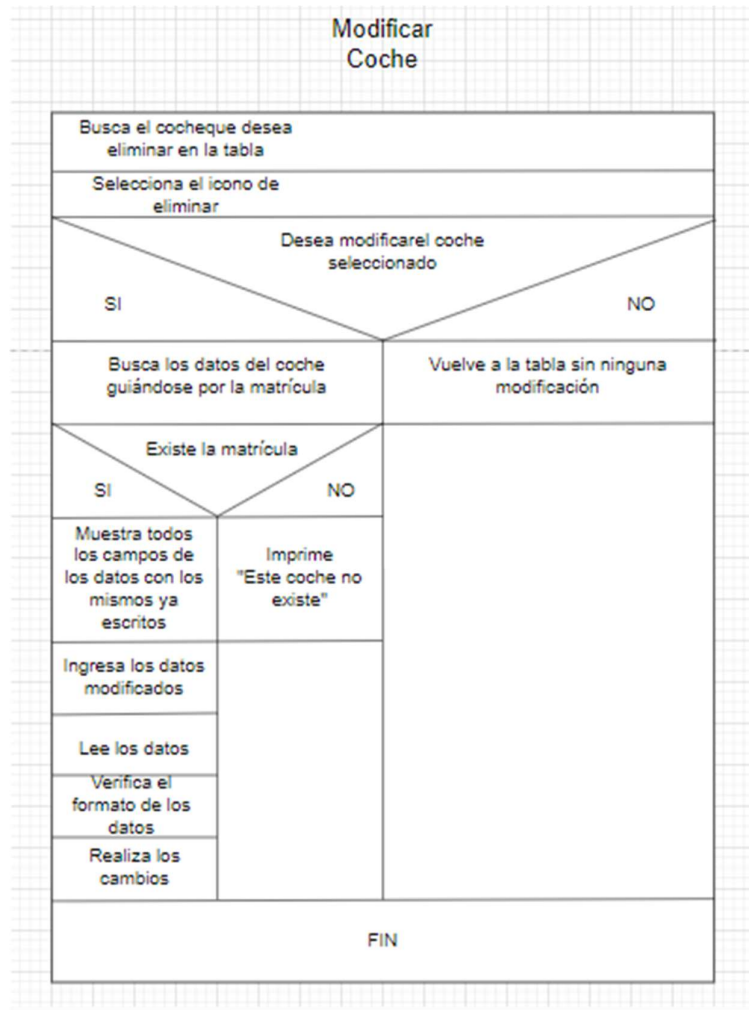 Modificar
Coche
Busca el cocheque desea
eliminar en la tabla
Selecciona el icono de
eliminar
Desea modificarel coche
seleccionado
SI
NO
Busca los datos del coche
guiándose por la matrícula
Vuelve a la tabla sin ninguna
modificación
Existe la matrícula
SI
NO
Muestra todos
los campos de
los datos con los
mismos ya
escritos
Imprime
"Este coche no
existe"
Ingresa los datos
modificados
Lee los datos
Verifica el
formato de los
datos
Realiza los
cambios
FIN